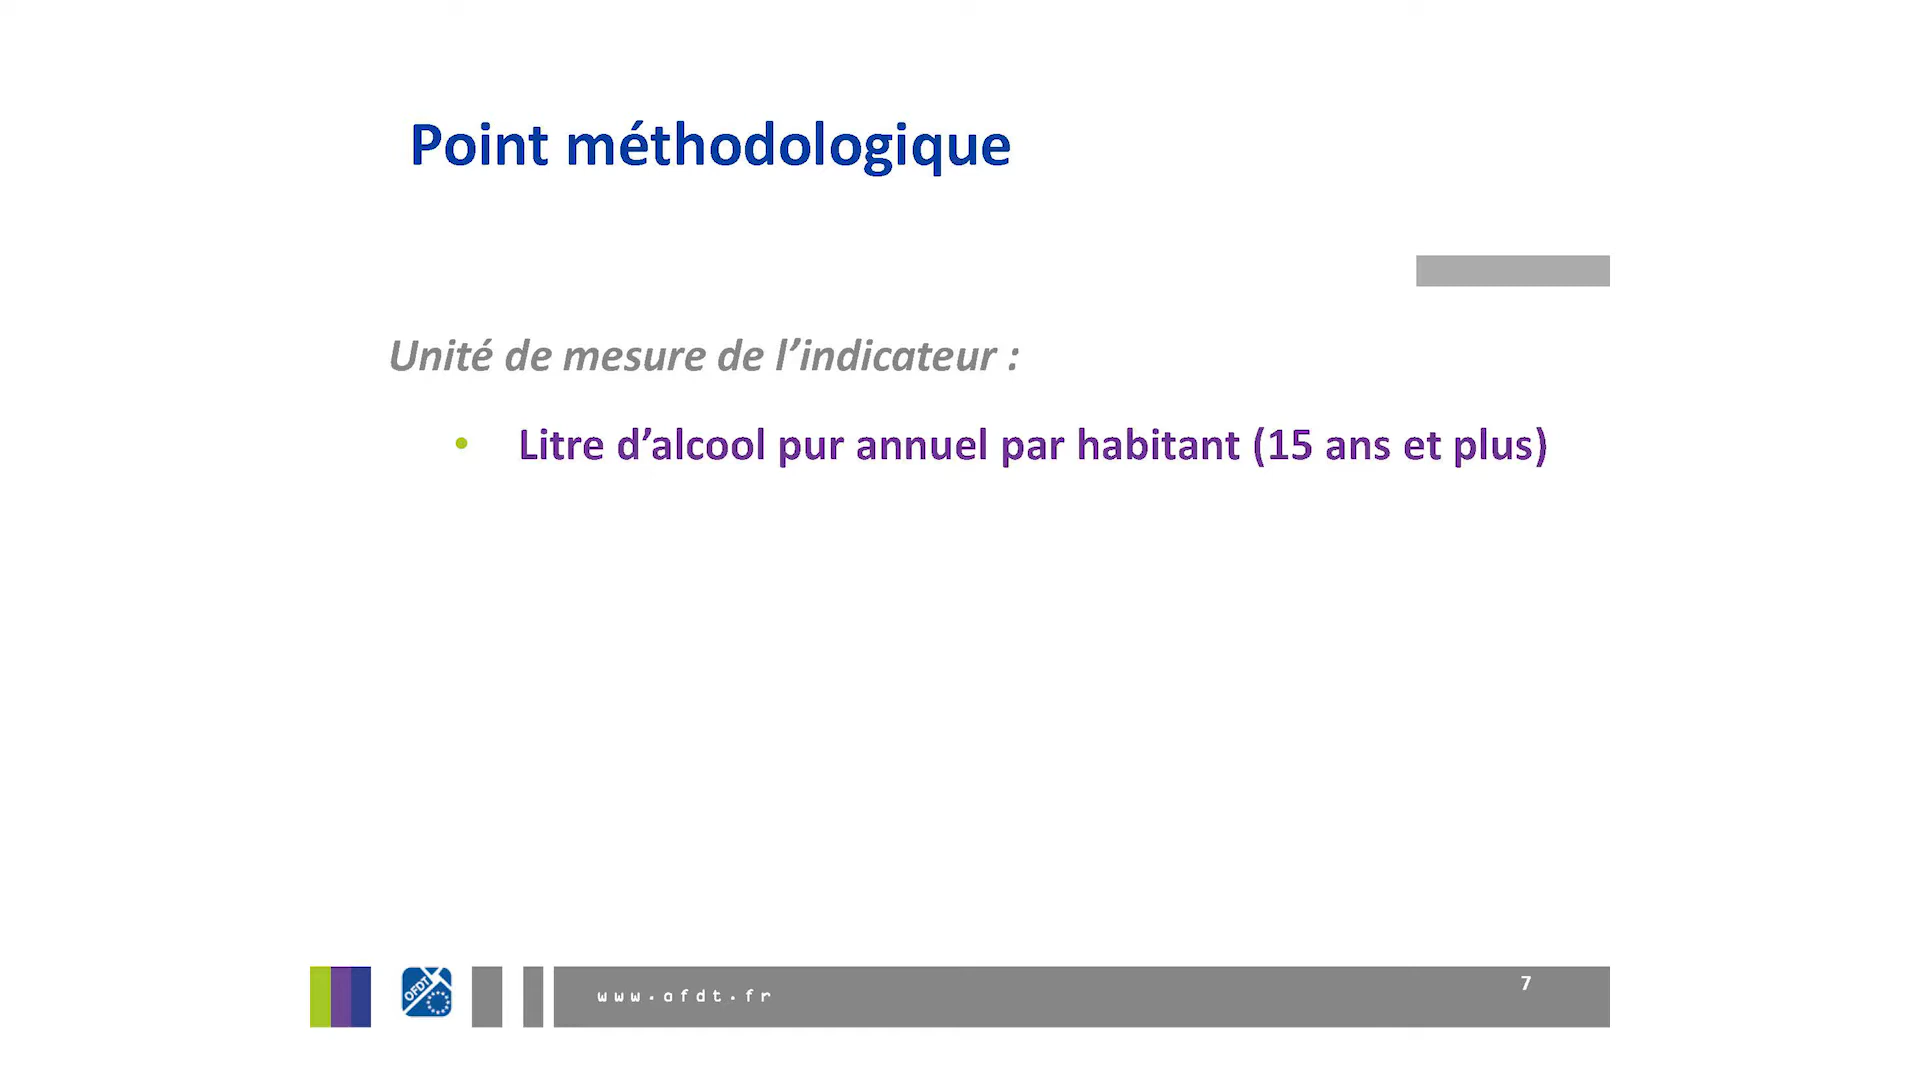 Point méthodologique
Unité de mesure de l’indicateur :
• Litre d’alcool pur annuel par habitant (15 ans et plus)
OFDT
www.ofdt.fr
7